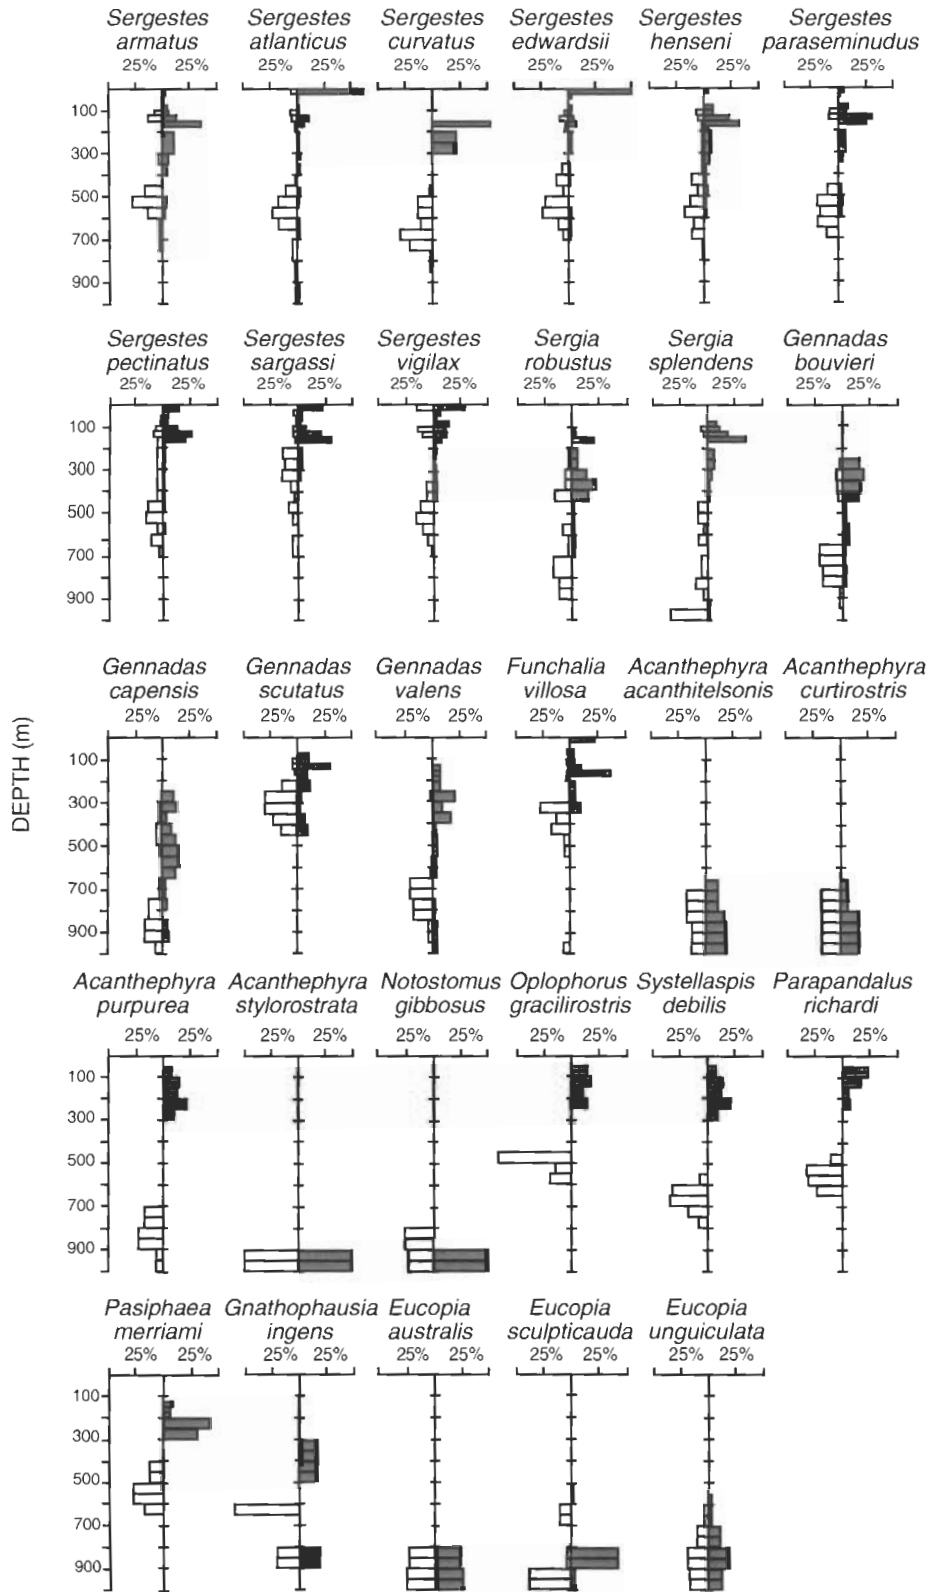 Sergestes armatus
Sergestes atlanticus
Sergestes curvatus
Sergestes edwardsii
Sergestes henseni
Sergestes paraseminudus
25% 25% 25% 25% 25% 25% 25% 25% 25% 25% 25% 25%
100
300
500
700
900
Sergestes pectinatus
Sergestes sargassi
Sergestes vigilax
Sergia robustus
Sergia splendens
Gennadas bouvieri
25% 25% 25% 25% 25% 25% 25% 25% 25% 25% 25% 25%
100
300
500
700
900
DEPTH (m)
Gennadas capensis
Gennadas scutatus
Gennadas valens
Funchalia villosa
Acanthephyra acanthitelsonis
Acanthephyra curtirostris
25% 25% 25% 25% 25% 25% 25% 25% 25% 25% 25% 25%
100
300
500
700
900
Acanthephyra purpurea
Acanthephyra stylorostrata
Notostomus gibbosus
Oplophorus gracilirostris
Systellaspis debilis
Parapandalus richardi
25% 25% 25% 25% 25% 25% 25% 25% 25% 25% 25% 25%
100
300
500
700
900
Pasiphaea merriami
Gnathophausia ingens
Eucopia australis
Eucopia sculpticauda
Eucopia unguiculata
25% 25% 25% 25% 25% 25% 25% 25% 25% 25%
100
300
500
700
900